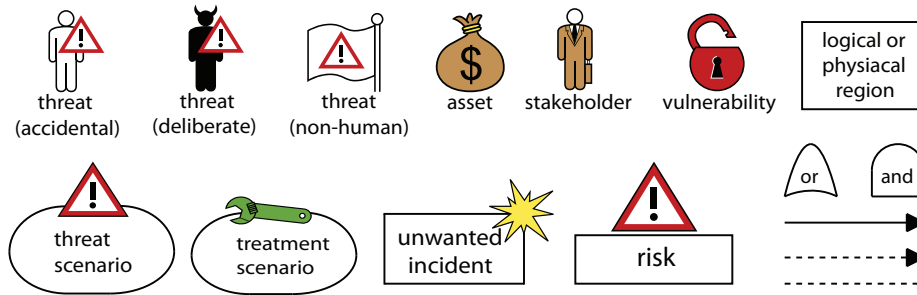 threat
(accidental)
threat
(deliberate)
threat
(non-human)
$
asset
stakeholder
vulnerability
logical or
physiacal
region
or
and
threat
scenario
treatment
scenario
unwanted
incident
risk